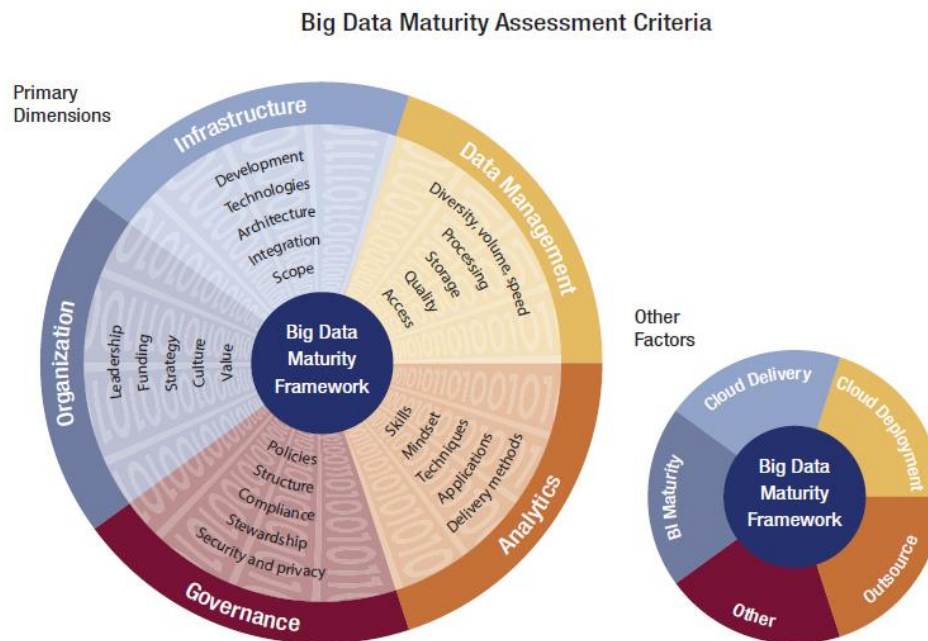 Big Data Maturity Assessment Criteria
Primary
Dimensions
Infrastructure
Development
Technologies
Architecture
Integration
Scope
Data Management
Diversity, volume, speed
Processing
Storage
Quality
Access
Organization
Leadership
Funding
Strategy
Culture
Value
Big Data
Maturity
Framework
Skills
Mindset
Techniques
Applications
Delivery methods
Analytics
Policies
Structure
Compliance
Stewardship
Security and privacy
Governance
Other
Factors
Cloud Delivery
Cloud Deployment
BI Maturity
Big Data
Maturity
Framework
Outsource
Other